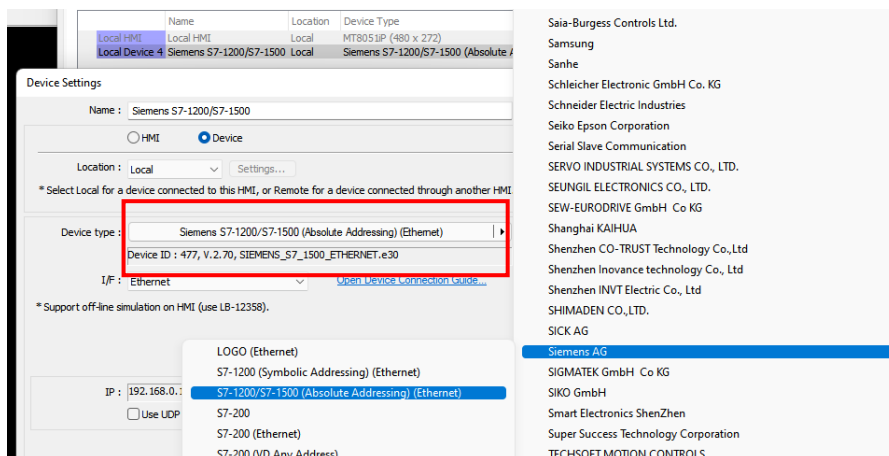 Name Location Device Type
Local HMI Local HMI Local MT8051iP (480 x 272)
Local Device 4 Siemens S7-1200/S7-1500 Local Siemens S7-1200/S7-1500 (Absolute A
Device Settings
Name : Siemens S7-1200/S7-1500
HMI Device
Location : Local Settings...
* Select Local for a device connected to this HMI, or Remote for a device connected through another HMI
Device type : Siemens S7-1200/S7-1500 (Absolute Addressing) (Ethernet)
Device ID : 477, V.2.70, SIEMENS_S7_1500_ETHERNET.e30
I/F : Ethernet Open Device Connection Guide...
* Support off-line simulation on HMI (use LB-12358).
IP : 192.168.0.1
Use UDP
LOGO (Ethernet)
S7-1200 (Symbolic Addressing) (Ethernet)
S7-1200/S7-1500 (Absolute Addressing) (Ethernet)
S7-200
S7-200 (Ethernet)
S7-200 (VD Any Address)
Saia-Burgess Controls Ltd.
Samsung
Sanhe
Schleicher Electronic GmbH Co. KG
Schneider Electric Industries
Seiko Epson Corporation
Serial Slave Communication
SERVO INDUSTRIAL SYSTEMS CO., LTD.
SEUNGIL ELECTRONICS CO., LTD.
SEW-EURODRIVE GmbH  Co KG
Shanghai KAIHUA
Shenzhen CO-TRUST Technology Co.,Ltd
Shenzhen Inovance technology Co., Ltd
Shenzhen INVT Electric Co., Ltd
SHIMADEN CO.,LTD.
SICK AG
Siemens AG
SIGMATEK GmbH  Co KG
SIKO GmbH
Smart Electronics ShenZhen
Super Success Technology Corporation
TECHSOFT MOTION CONTROLS